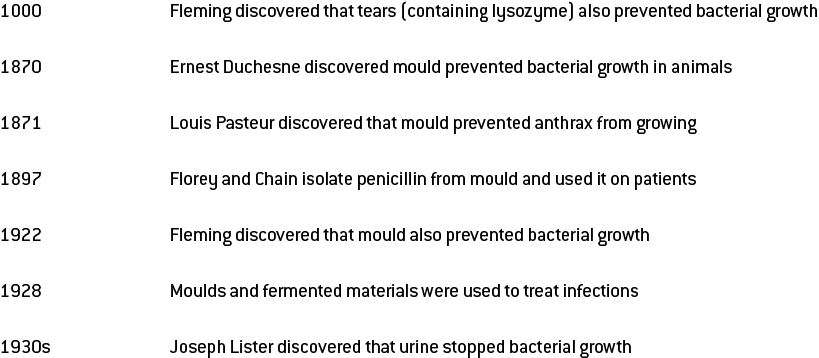 1000 Fleming discovered that tears (containing lysozyme) also prevented bacterial growth
1870 Ernest Duchesne discovered mould prevented bacterial growth in animals
1871 Louis Pasteur discovered that mould prevented anthrax from growing
1897 Florey and Chain isolate penicillin from mould and used it on patients
1922 Fleming discovered that mould also prevented bacterial growth
1928 Moulds and fermented materials were used to treat infections
1930s Joseph Lister discovered that urine stopped bacterial growth